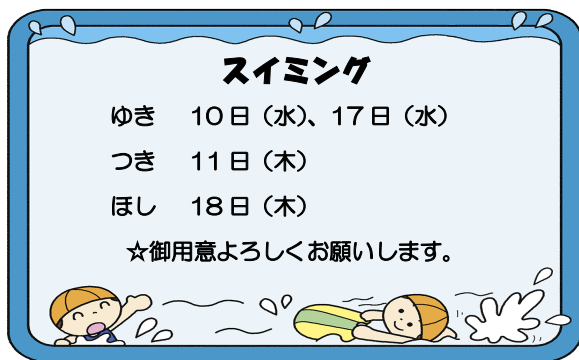 スイミング
ゆき　10日（水）、17日（水）
つき　11日（木）
ほし　18日（木）
☆御用意よろしくお願いします。